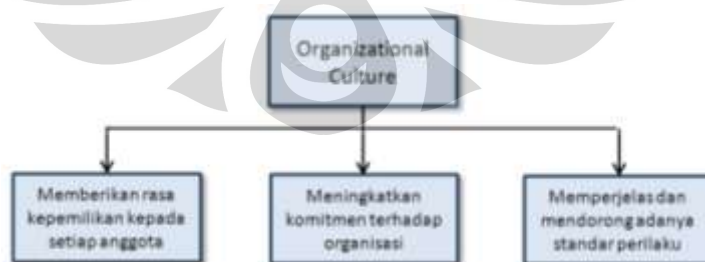 Organizational
Culture
Memberikan rasa
kepemilikan kepada
setiap anggota
Meningkatkan
komitmen terhadap
organisasi
Memperjelas dan
mendorong adanya
standar perilaku